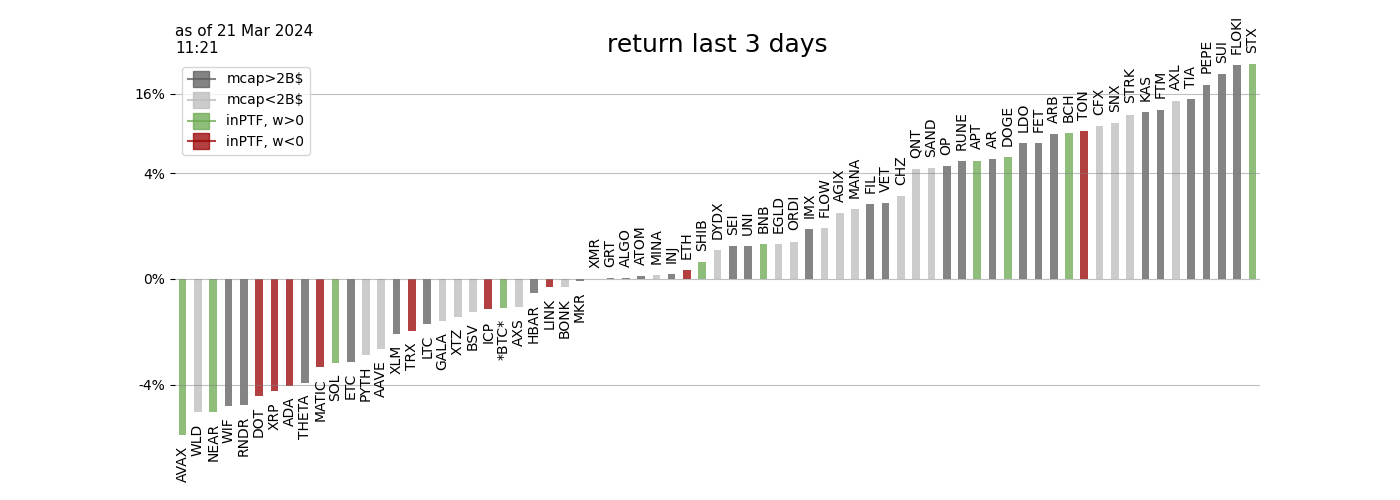 as of 21 Mar 2024
11:21
return last 3 days
mcap>2B$
mcap<2B$
inPTF, w>0
inPTF, w<0
16%
4%
0%
-4%
AVAX
WLD
NEAR
WIF
RNDR
DOT
XRP
ADA
THETA
MATIC
SOL
ETC
PYTH
AAVE
XLM
TRX
LTC
GALA
XTZ
BSV
ICP
*BTC*
AXS
HBAR
LINK
BONK
MKR
XMR
GRT
ALGO
ATOM
MINA
INJ
ETH
SHIB
DYDX
SEI
UNI
BNB
EGLD
ORDI
IMX
FLOW
AGIX
MANA
FIL
VET
CHZ
QNT
SAND
OP
RUNE
APT
AR
DOGE
LDO
FET
ARB
BCH
TON
CFX
SNX
STRK
KAS
FTM
AXL
TIA
PEPE
SUI
FLOKI
STX